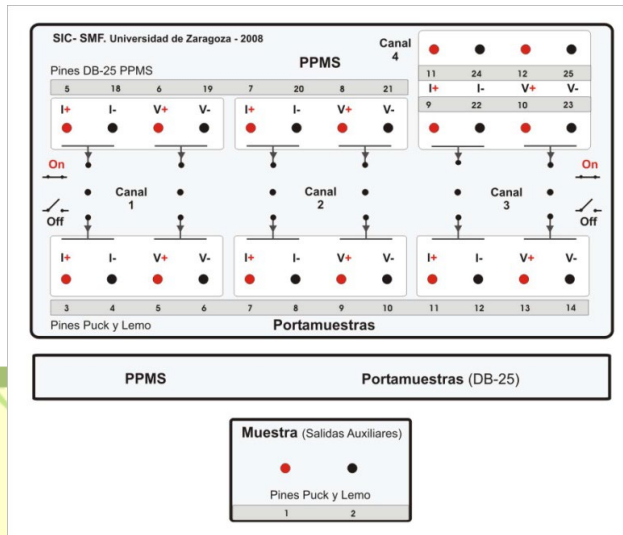 SIC- SMF. Universidad de Zaragoza - 2008
PPMS
Canal
4
Pines DB-25 PPMS
11 24 12 25
I+ I- V+ V-
5 18 6 19 7 20 8 21 9 22 10 23
I+ I- V+ V- I+ I- V+ V-
On On
Canal Canal Canal
1 2 3
Off Off
I+ I- V+ V- I+ I- V+ V- I+ I- V+ V-
3 4 5 6 7 8 9 10 11 12 13 14
Pines Puck y Lemo Portamuestras
PPMS Portamuestras (DB-25)
Muestra (Salidas Auxiliares)
Pines Puck y Lemo
1 2